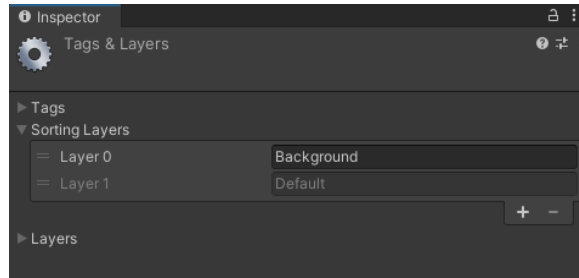 Inspector
Tags & Layers
Tags
Sorting Layers
Layer 0 Background
Layer 1 Default
Layers